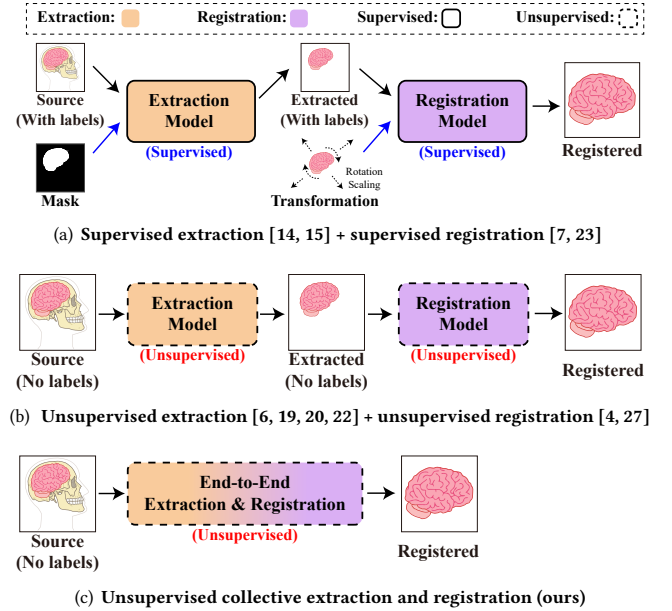 Extraction: Registration: Supervised: Unsupervised:
Source
(With labels)
Mask
Extraction
Model
(Supervised)
Extracted
(With labels)
Rotation
Scaling
Transformation
Registration
Model
(Supervised)
Registered
(a) Supervised extraction [14, 15] + supervised registration [7, 23]
Source
(No labels)
Extraction
Model
(Unsupervised)
Extracted
(No labels)
Registration
Model
(Unsupervised)
Registered
(b) Unsupervised extraction [6, 19, 20, 22] + unsupervised registration [4, 27]
Source
(No labels)
End-to-End
Extraction & Registration
(Unsupervised)
Registered
(c) Unsupervised collective extraction and registration (ours)